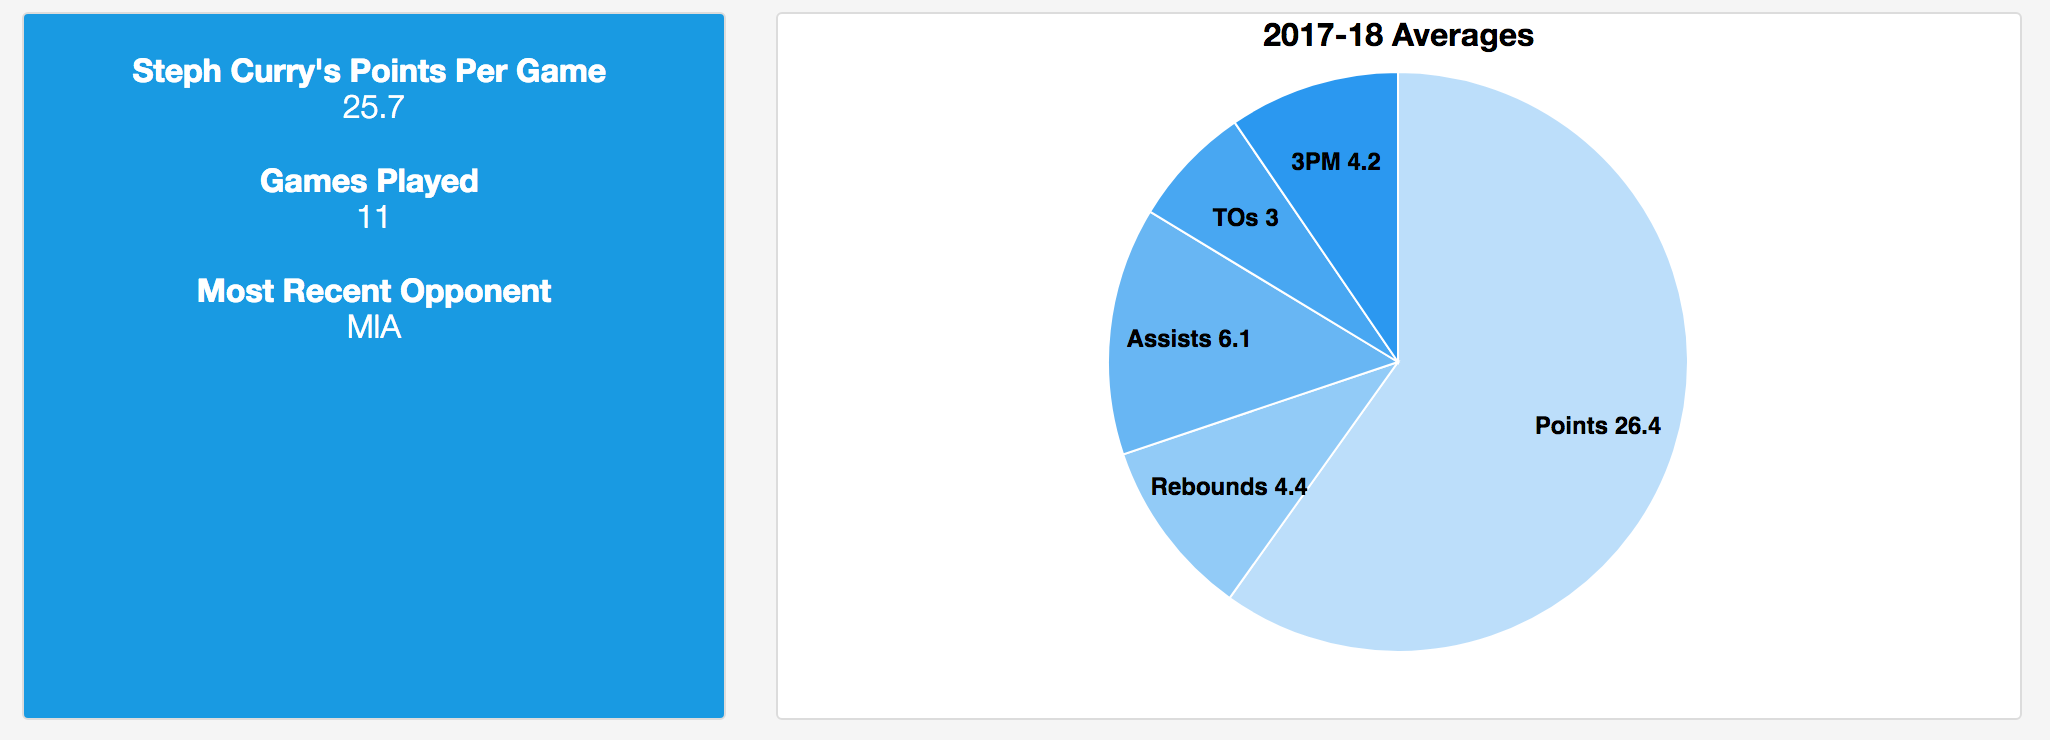 Steph Curry's Points Per Game
25.7
Games Played
11
Most Recent Opponent
MIA
2017-18 Averages
3PM 4.2
TOs 3
Assists 6.1
Points 26.4
Rebounds 4.4